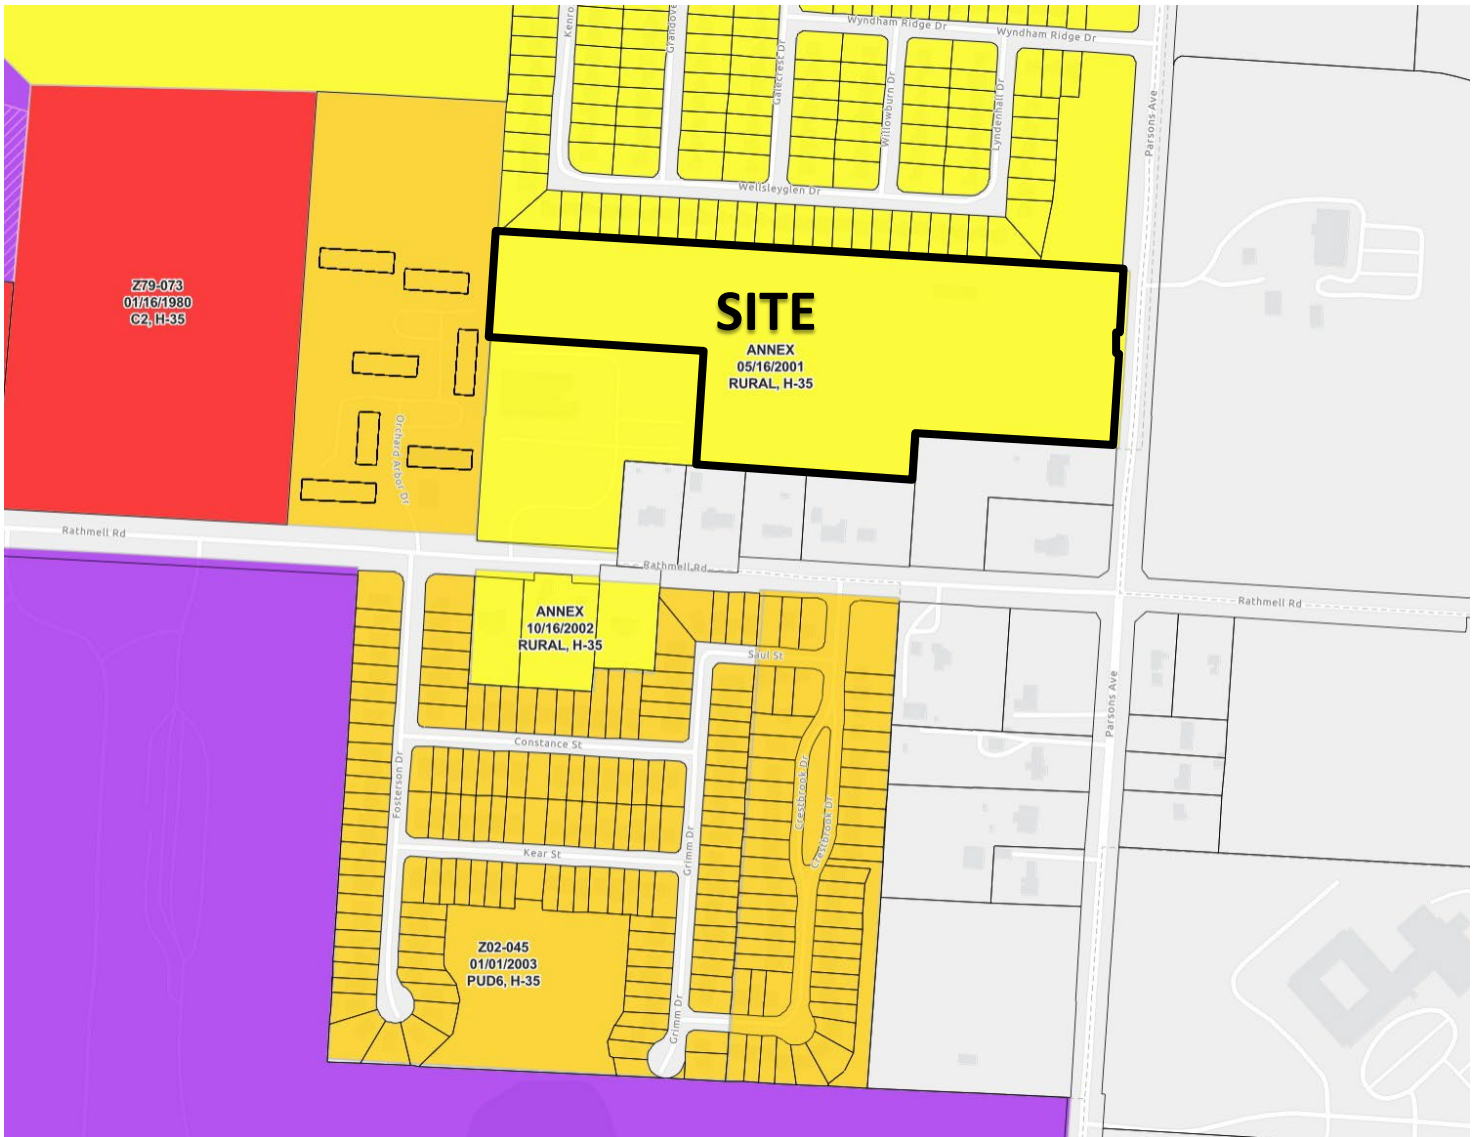 Wyndham Ridge Dr
Wyndham Ridge Dr
Kenro
Grandove
Galecrest Dr
Willowburn Dr
Lyndenhall Dr
Parsons Ave
Wellsleyglen Dr
Z79-073
01/16/1980
C2, H-35
SITE
ANNEX
05/16/2001
RURAL, H-35
Orchard Arbor Dr
Rathmell Rd
Rathmell Rd
Rathmell Rd
ANNEX
10/16/2002
RURAL, H-35
Saul St
Parsons Ave
Constance St
Fosterson Dr
Crestbrook Dr
Crestbrook Dr
Grimm Dr
Kear St
Z02-045
01/01/2003
PUD6, H-35
Grimm Dr